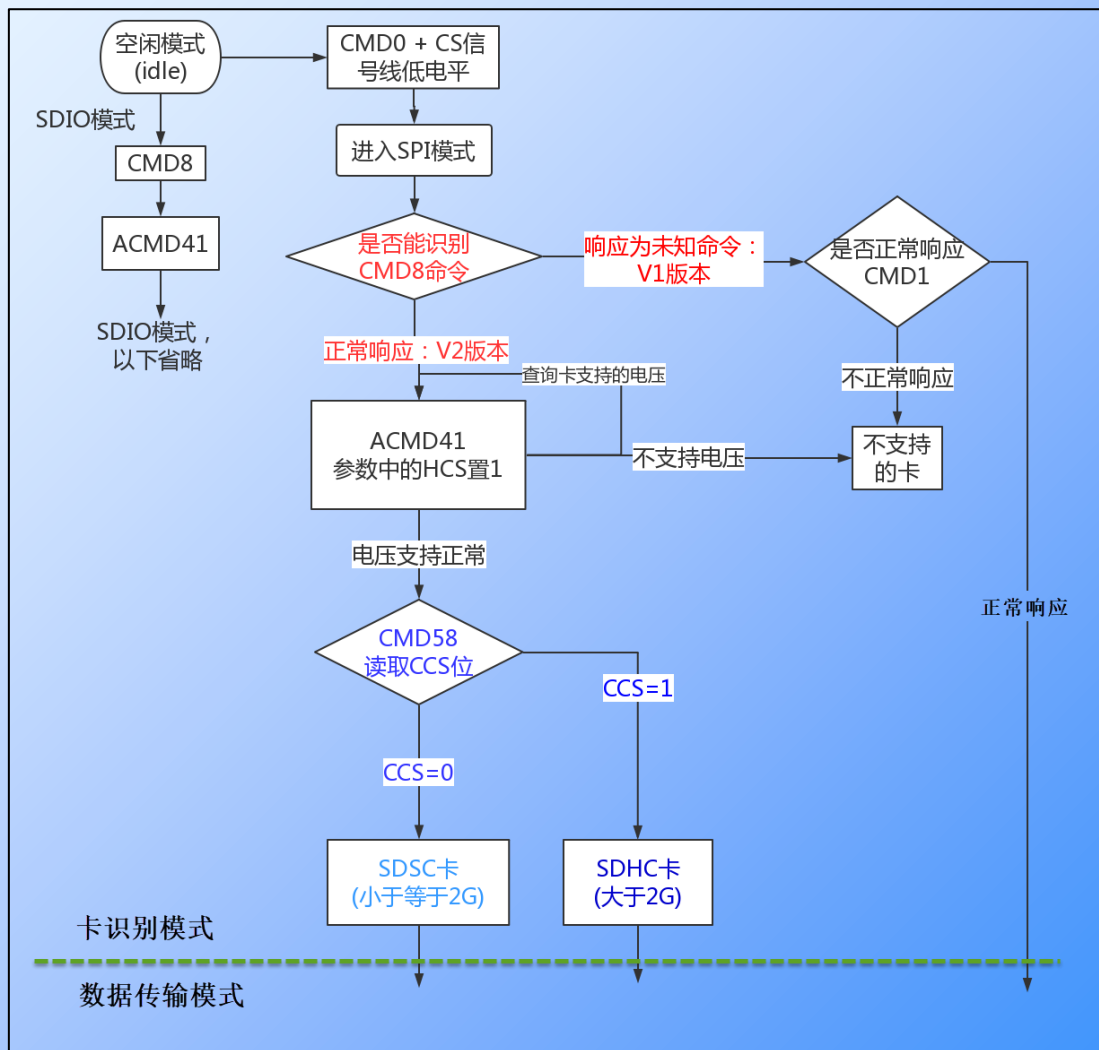 空闲模式
(idle)
CMD0 + CS信
号线低电平
SDIO模式
CMD8
进入SPI模式
ACMD41
SDIO模式，
以下省略
是否能识别
CMD8命令
响应为未知命令：
V1版本
是否正常响应
CMD1
正常响应：V2版本
查询卡支持的电压
不正常响应
ACMD41
参数中的HCS置1
不支持电压
不支持
的卡
电压支持正常
正常响应
CMD58
读取CCS位
CCS=1
CCS=0
SDSC卡
(小于等于2G)
SDHC卡
(大于2G)
卡识别模式
数据传输模式